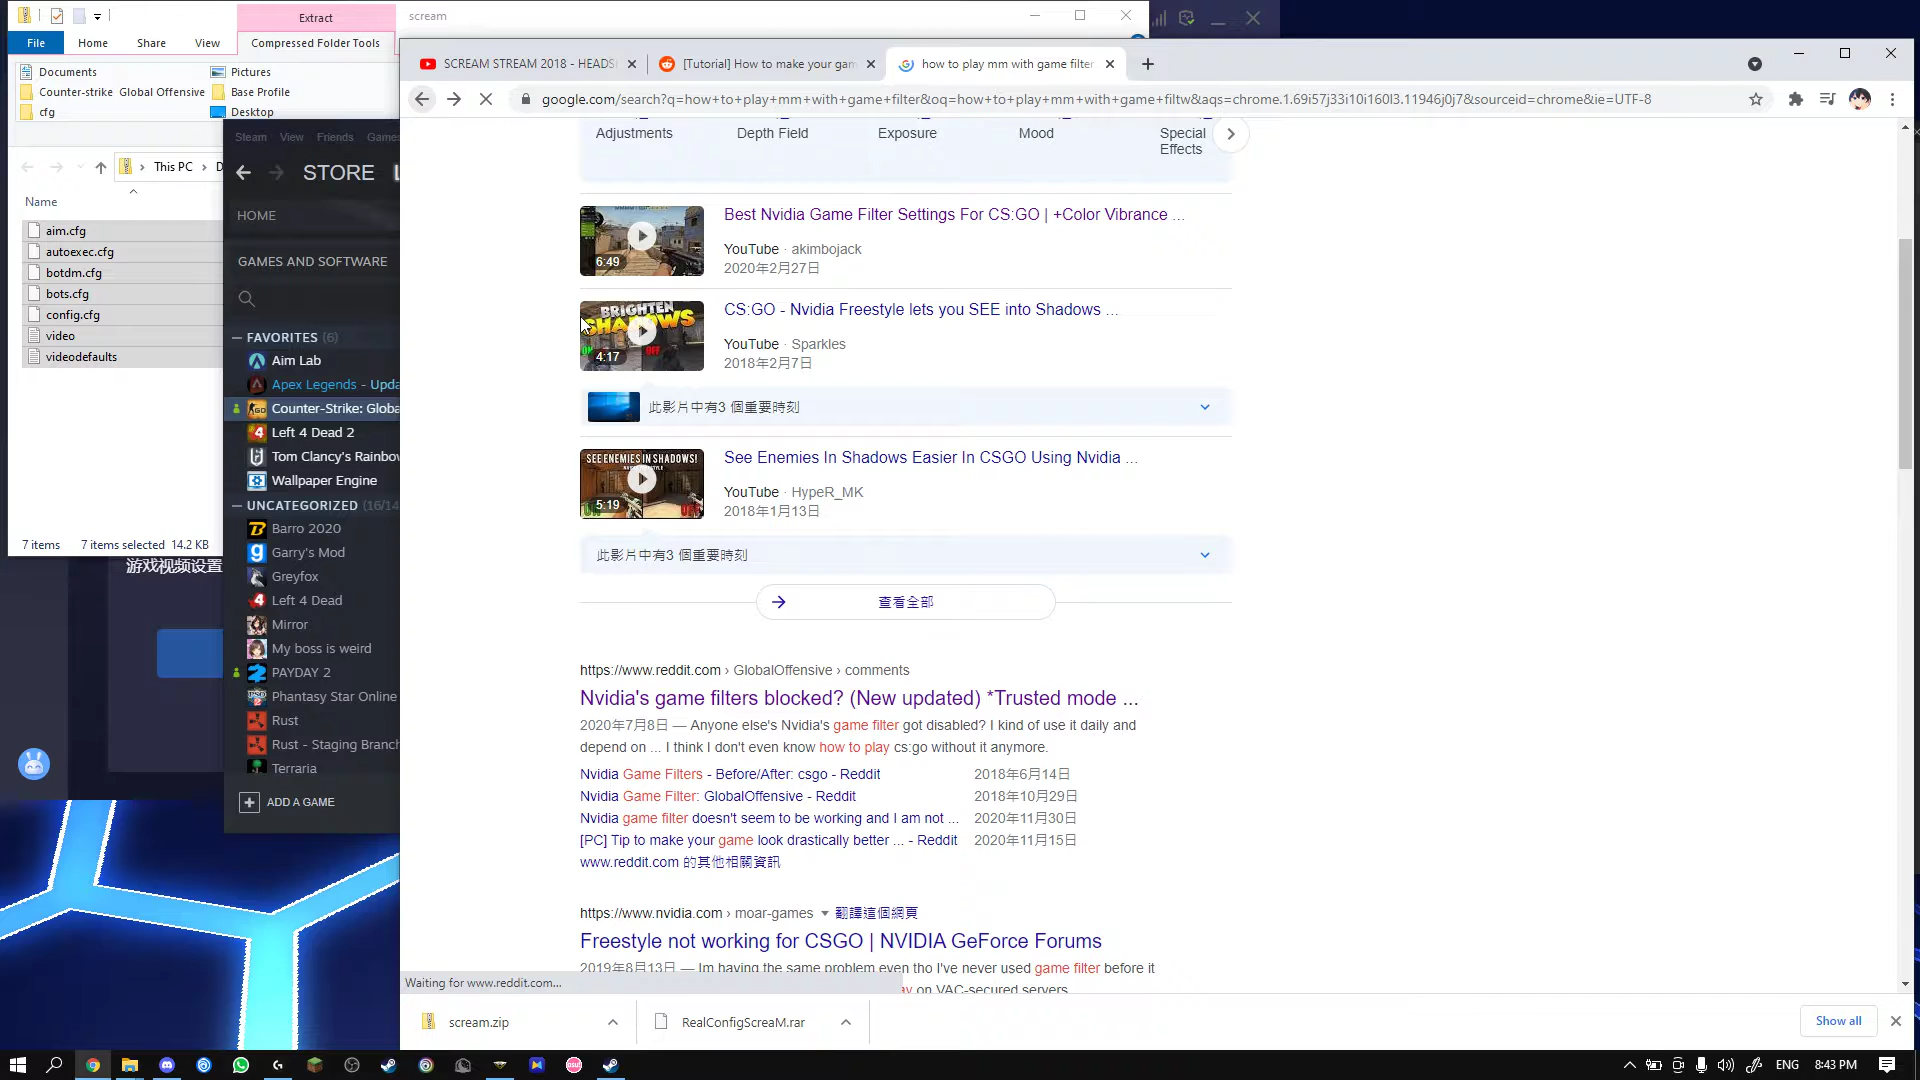 Extract
scream
File
Home
Share
View
Compressed Folder Tools
Documents
Pictures
Counter-strike Global Offensive
Base Profile
cfg
Desktop
This PC
D
Name
aim.cfg
autoexec.cfg
botdm.cfg
bots.cfg
config.cfg
video
videodefaults
7 items
7 items selected 14.2 KB
游戏视频设置
Steam
View
Friends
Games
STORE
HOME
GAMES AND SOFTWARE
FAVORITES (6)
Aim Lab
Apex Legends - Upda
Counter-Strike: Globa
Left 4 Dead 2
Tom Clancy's Rainbow
Wallpaper Engine
UNCATEGORIZED (16/14
Barro 2020
Garry's Mod
Greyfox
Left 4 Dead
Mirror
My boss is weird
PAYDAY 2
Phantasy Star Online
Rust
Rust - Staging Branch
Terraria
ADD A GAME
SCREAM STREAM 2018 - HEADS
[Tutorial] How to make your gam
how to play mm with game filter
google.com/search?q=how+to+play+mm+with+game+filter&oq=how+to+play+mm+with+game+filtw&aqs=chrome.1.69i57j33i10i160l3.11946j0j7&sourceid=chrome&ie=UTF-8
Adjustments
Depth Field
Exposure
Mood
Special
Effects
6:49
Best Nvidia Game Filter Settings For CS:GO | +Color Vibrance ...
YouTube · akimbojack
2020年2月27日
BRIGHTEN
SHADOWS
ON
OFF
4:17
CS:GO - Nvidia Freestyle lets you SEE into Shadows ...
YouTube · Sparkles
2018年2月7日
此影片中有3 個重要時刻
SEE ENEMIES IN SHADOWS!
ON
OFF
5:19
See Enemies In Shadows Easier In CSGO Using Nvidia ...
YouTube · HypeR_MK
2018年1月13日
此影片中有3 個重要時刻
查看全部
https://www.reddit.com › GlobalOffensive › comments
Nvidia's game filters blocked? (New updated) *Trusted mode ...
2020年7月8日 — Anyone else's Nvidia's game filter got disabled? I kind of use it daily and
depend on ... I think I don't even know how to play cs:go without it anymore.
Nvidia Game Filters - Before/After: csgo - Reddit
2018年6月14日
Nvidia Game Filter: GlobalOffensive - Reddit
2018年10月29日
Nvidia game filter doesn't seem to be working and I am not ...
2020年11月30日
[PC] Tip to make your game look drastically better ... - Reddit
2020年11月15日
www.reddit.com 的其他相關資訊
https://www.nvidia.com › moar-games
翻譯這個網頁
Freestyle not working for CSGO | NVIDIA GeForce Forums
2019年8月13日 — Im having the same problem even tho I've never used game filter before it
on VAC-secured servers.
Waiting for www.reddit.com...
scream.zip
RealConfigScreaM.rar
Show all
ENG
8:43 PM